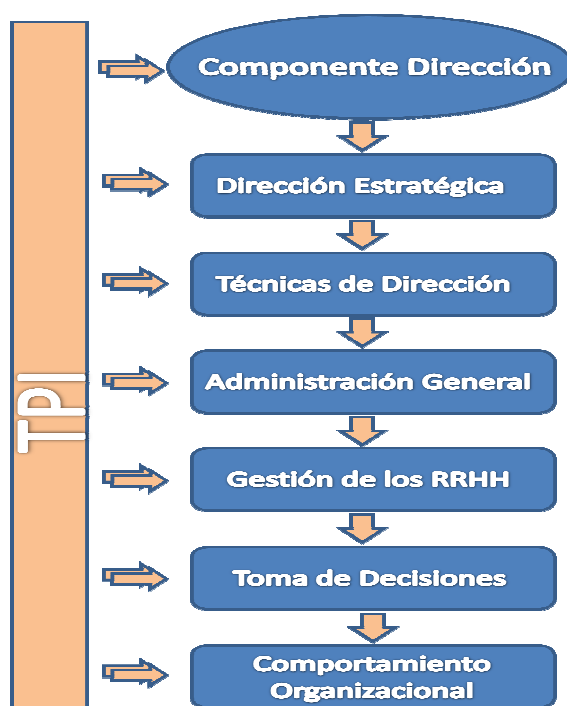 Componente Dirección
Dirección Estratégica
Técnicas de Dirección
Administración General
TPI
Gestión de los RRHH
Toma de Decisiones
Comportamiento
Organizacional